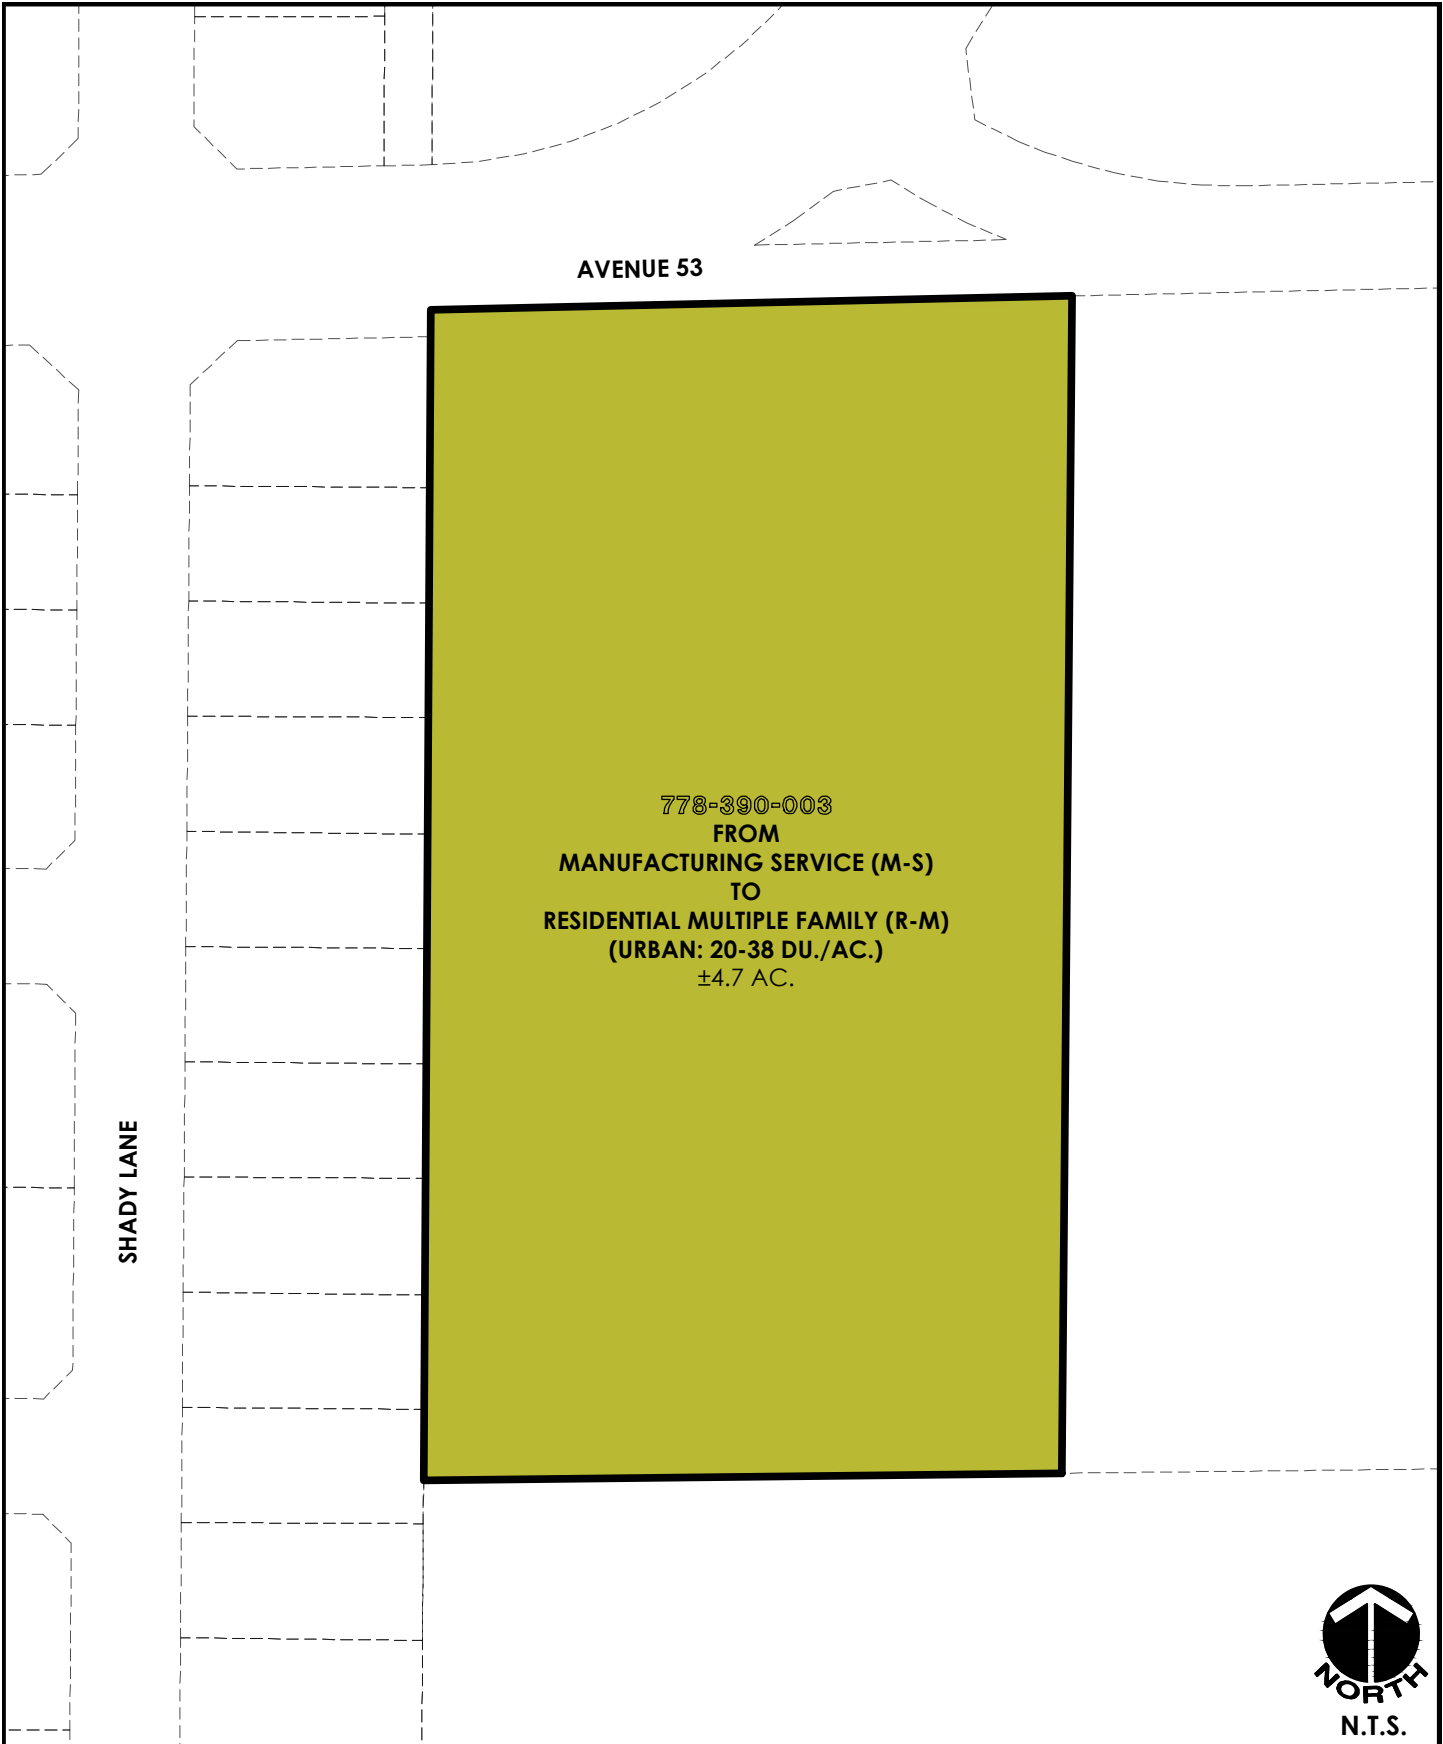 AVENUE 53
778-390-003
FROM
MANUFACTURING SERVICE (M-S)
TO
RESIDENTIAL MULTIPLE FAMILY (R-M)
(URBAN: 20-38 DU./AC.)
±4.7 AC.
SHADY LANE
NORTH
N.T.S.